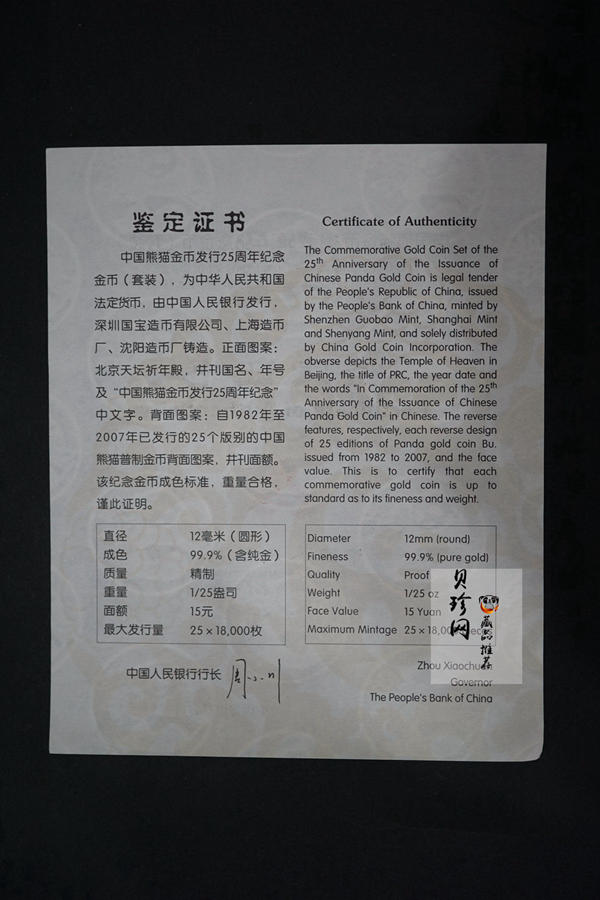 鉴定证书
中国熊猫金币发行25周年纪念
金币（套装），为中华人民共和国
法定货币，由中国人民银行发行，
深圳国宝造币有限公司、上海造币
厂、沈阳造币厂铸造。正面图案：
北京天坛祈年殿，并刊国名、年号
及“中国熊猫金币发行25周年纪念”
中文字。背面图案：自1982年至
2007年已发行的25个版别的中国
熊猫普制金币背面图案，并刊面额。
该纪念金币成色标准，重量合格，
谨此证明。
直径 12毫米（圆形）
成色 99.9%（含纯金）
质量 精制
重量 1/25盎司
面额 15元
最大发行量 25×18,000枚
中国人民银行行长 周小川
Certificate of Authenticity
The Commemorative Gold Coin Set of the
25th Anniversary of the Issuance of
Chinese Panda Gold Coin is legal tender
of the People's Republic of China, issued
by the People's Bank of China, minted by
Shenzhen Guobao Mint, Shanghai Mint
and Shenyang Mint, and solely distributed
by China Gold Coin Incorporation. The
obverse depicts the Temple of Heaven in
Beijing, the title of PRC, the year date and
the words "In Commemoration of the 25th
Anniversary of the Issuance of Chinese
Panda Gold Coin" in Chinese. The reverse
features, respectively, each reverse design
of 25 editions of Panda gold coin Bu.
issued from 1982 to 2007, and the face
value. This is to certify that each
commemorative gold coin is up to
standard as to its fineness and weight.
Diameter 12mm (round)
Fineness 99.9% (pure gold)
Quality Proof
Weight 1/25 oz
Face Value 15 Yuan
Maximum Mintage 25×18,000
Zhou Xiaochuan
Governor
The People's Bank of China
贝珍网
藏品推荐